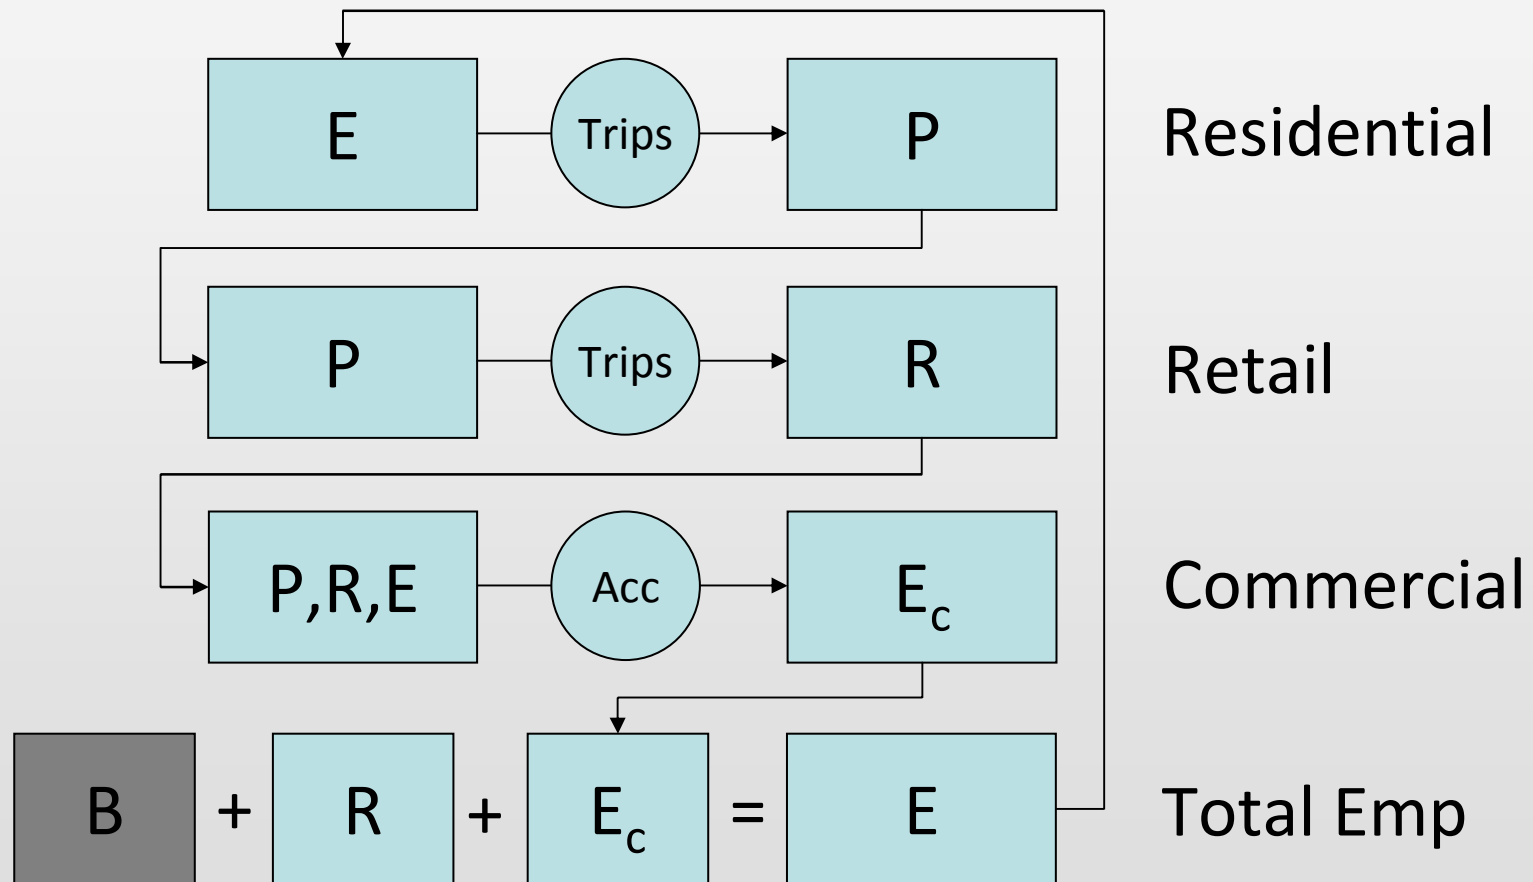 E Trips P Residential
P Trips R Retail
P,R,E Acc Ec Commercial
B + R + Ec = E Total Emp